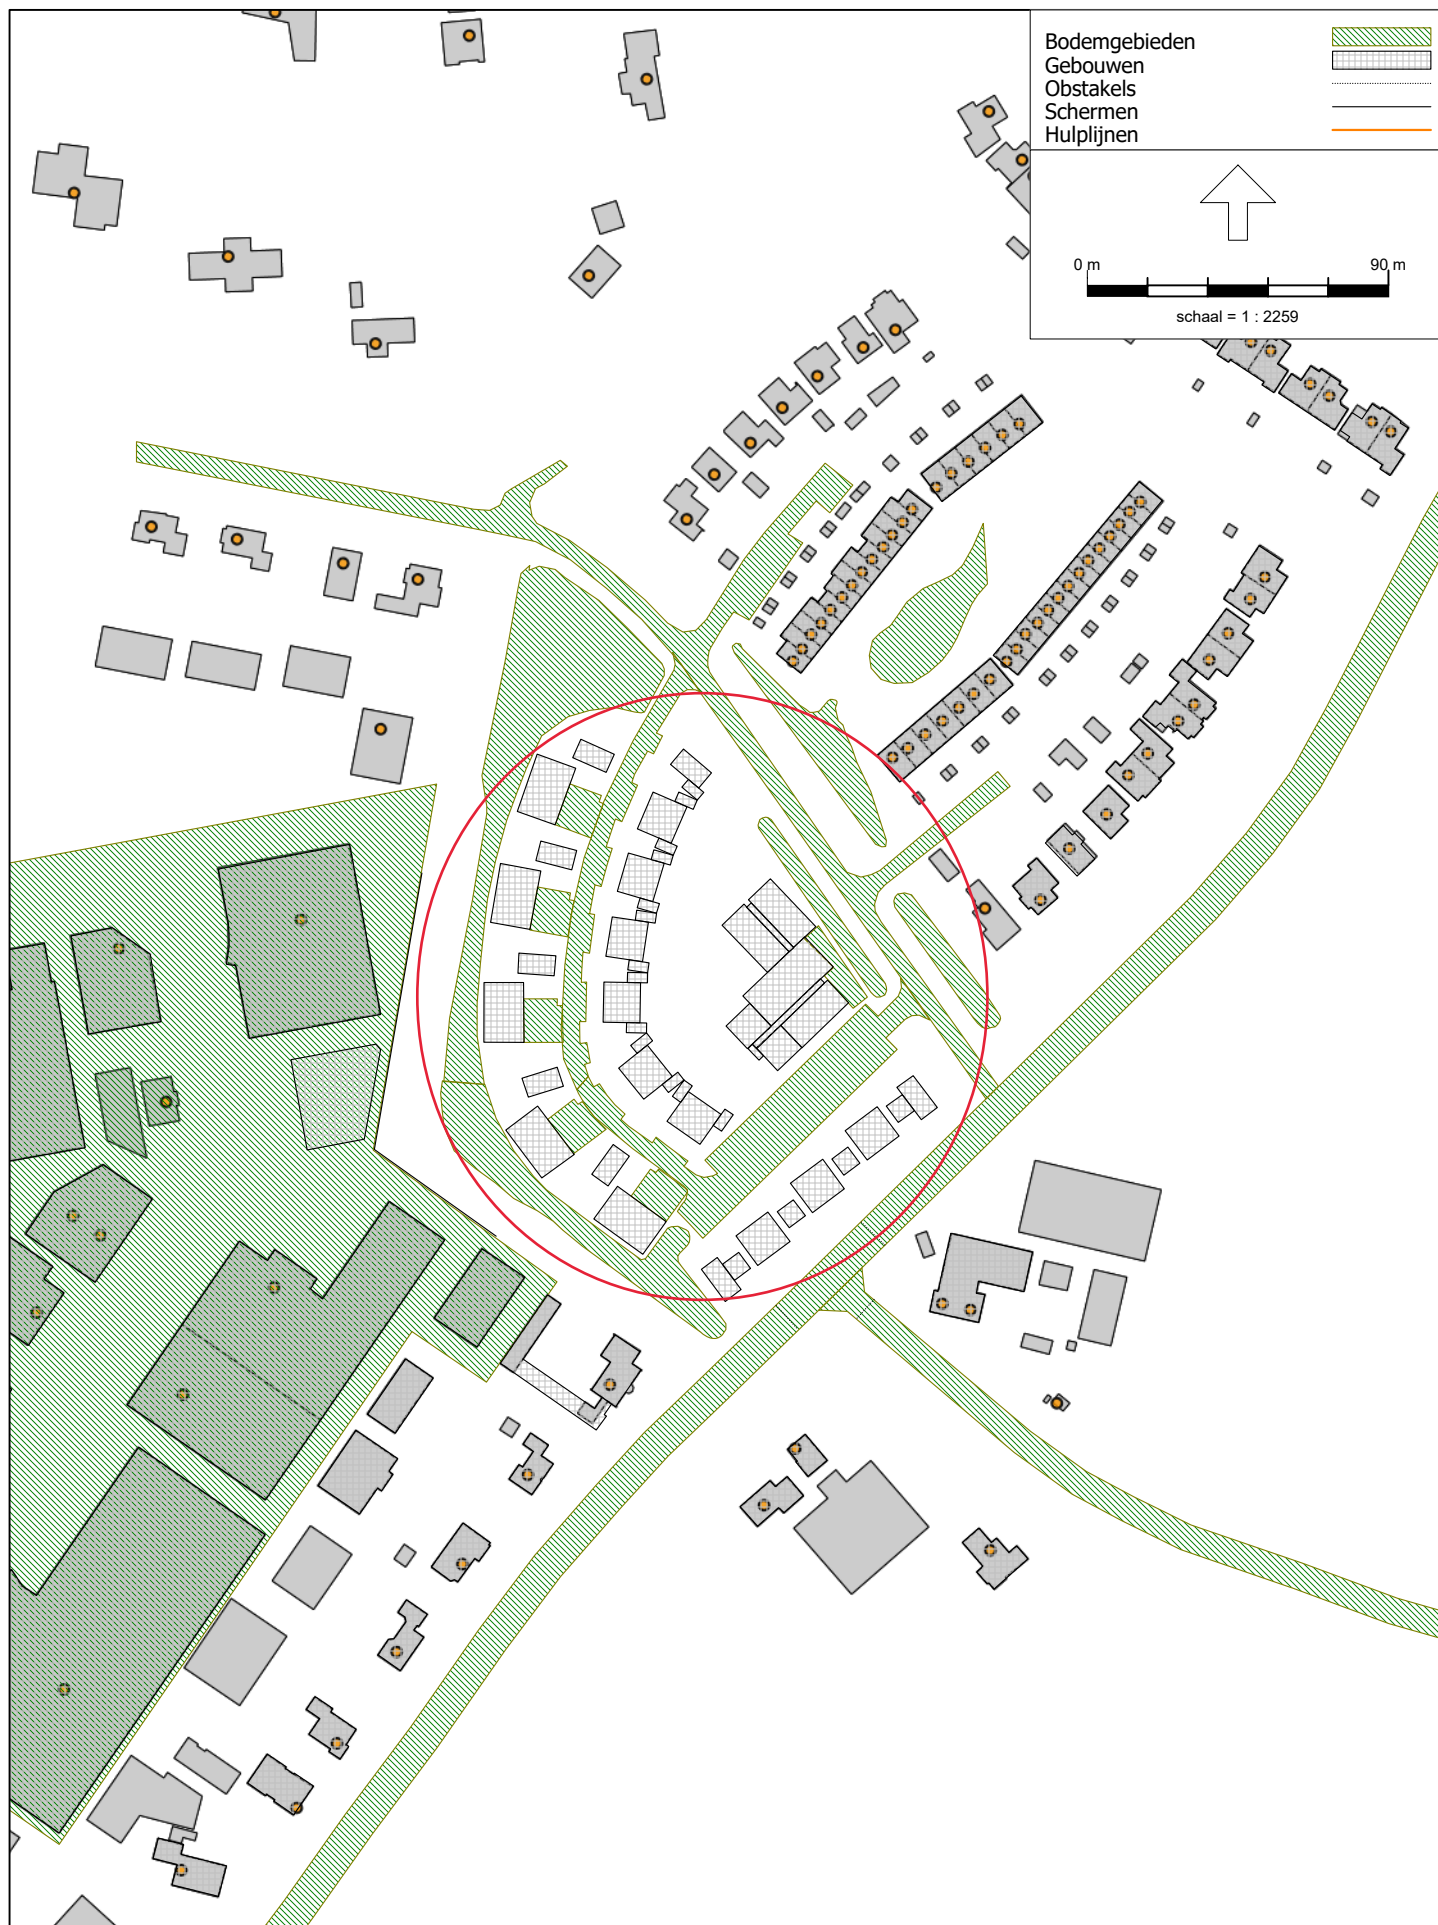 Bodemgebieden
Gebouwen
Obstakels
Schermen
Hulplijnen
0 m 90 m
schaal = 1 : 2259